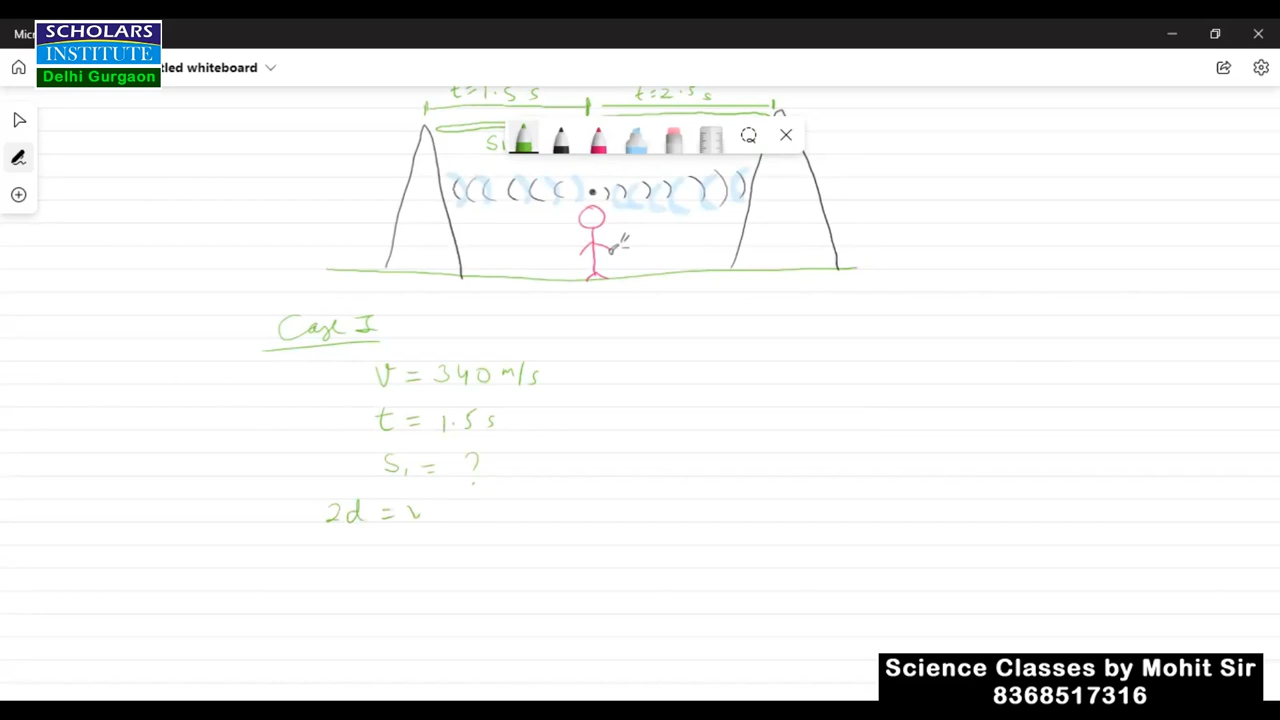 SCHOLARS
INSTITUTE
Delhi Gurgaon
tled whiteboard
t=1.5 s
t=2.5 s
Case I
V = 340 m/s
t = 1.5 s
S₁ = ?
2d = v
Science Classes by Mohit Sir
8368517316